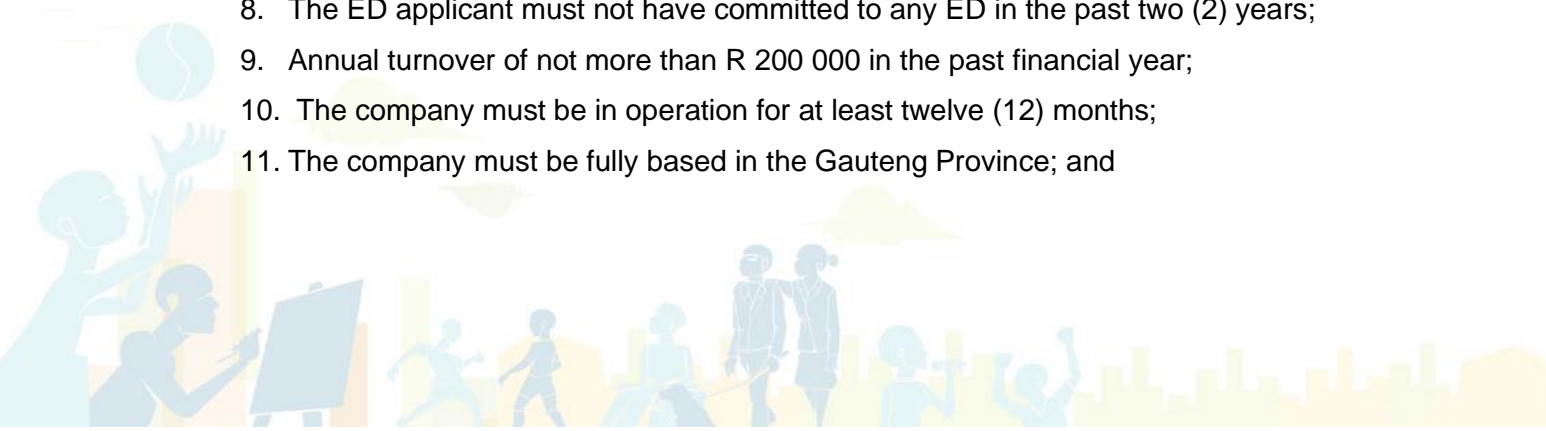 8. The ED applicant must not have committed to any ED in the past two (2) years;
9. Annual turnover of not more than R 200 000 in the past financial year;
10. The company must be in operation for at least twelve (12) months;
11. The company must be fully based in the Gauteng Province; and